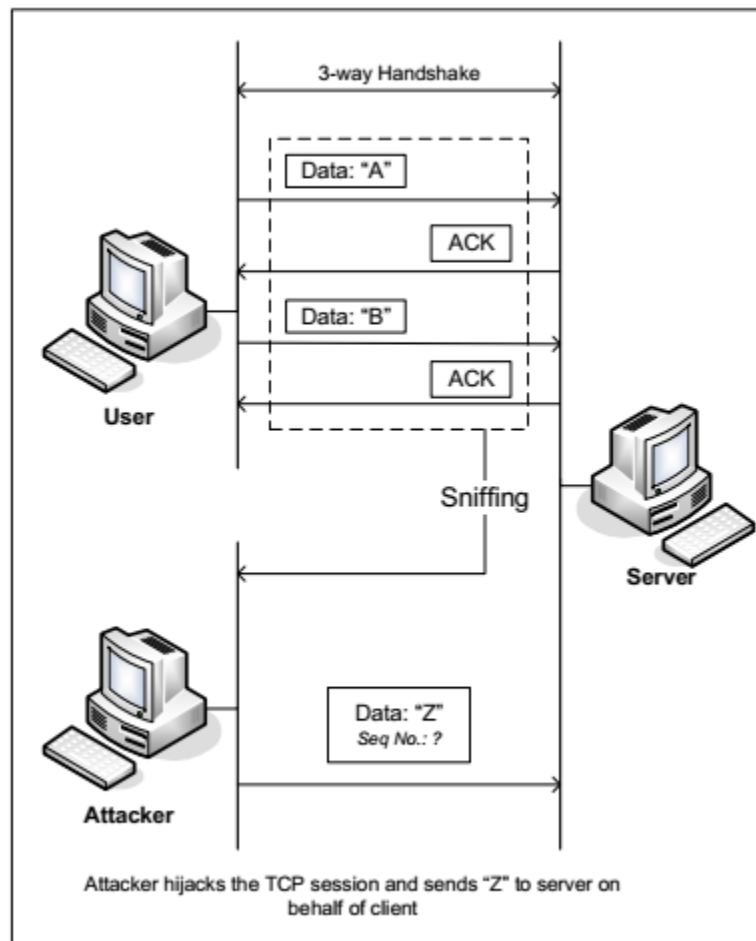 3-way Handshake
Data: “A”
ACK
Data: “B”
ACK
User
Sniffing
Server
Data: “Z”
Seq No.: ?
Attacker
Attacker hijacks the TCP session and sends “Z” to server on
behalf of client